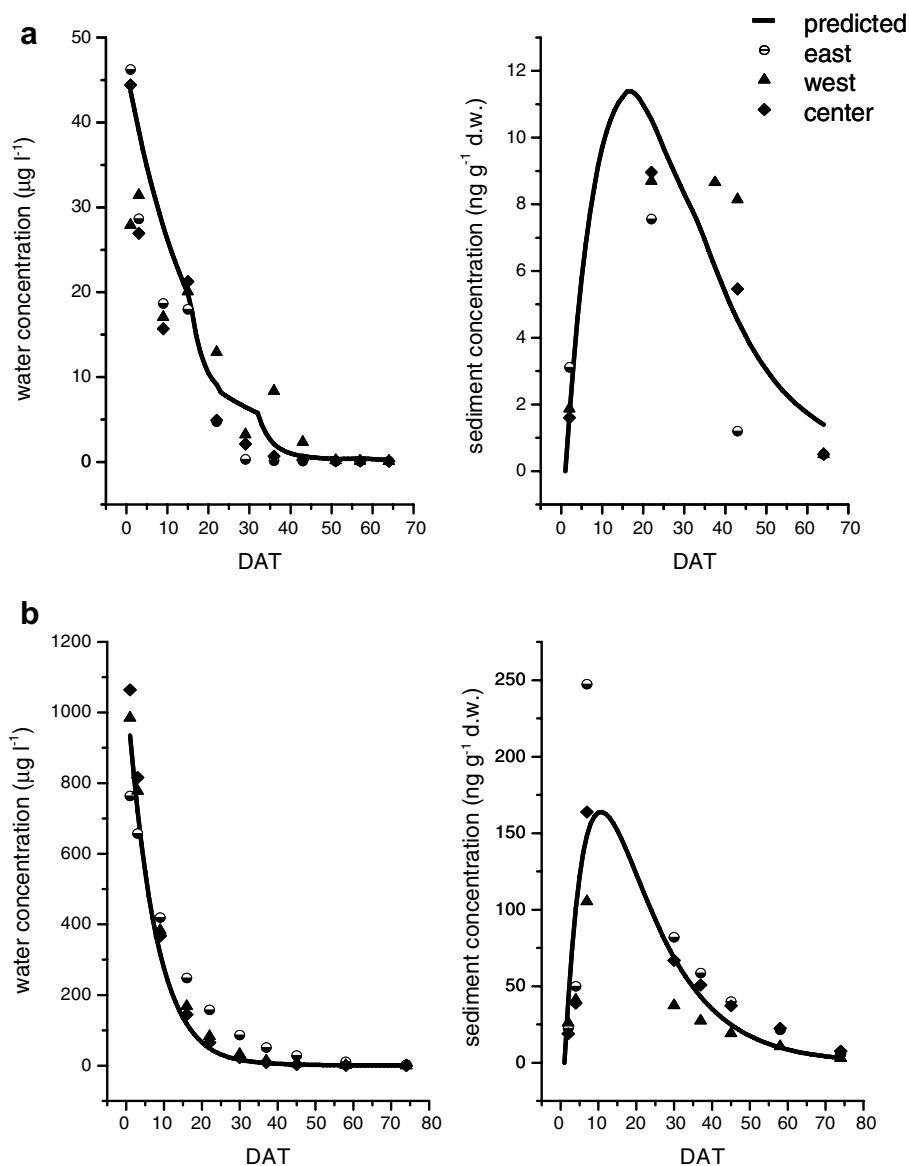 a
predicted
east
west
center
50
40
30
20
10
0
water concentration (µg l⁻¹)
0 10 20 30 40 50 60 70
DAT
12
10
8
6
4
2
0
sediment concentration (ng g⁻¹ d.w.)
0 10 20 30 40 50 60 70
DAT
b
1200
1000
800
600
400
200
0
water concentration (µg l⁻¹)
0 10 20 30 40 50 60 70 80
DAT
250
200
150
100
50
0
sediment concentration (ng g⁻¹ d.w.)
0 10 20 30 40 50 60 70 80
DAT